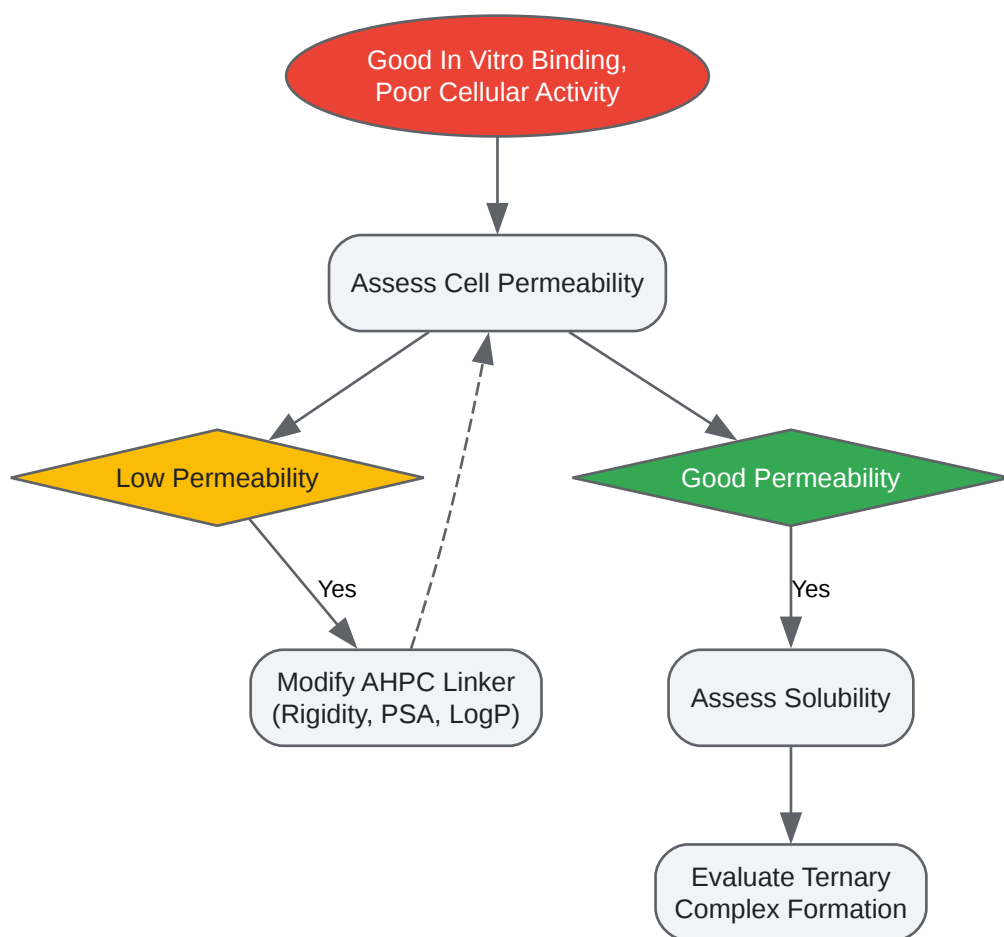 Good In Vitro Binding,
Poor Cellular Activity
Assess Cell Permeability
Low Permeability
Good Permeability
Yes
Yes
Modify AHPC Linker
(Rigidity, PSA, LogP)
Assess Solubility
Evaluate Ternary
Complex Formation